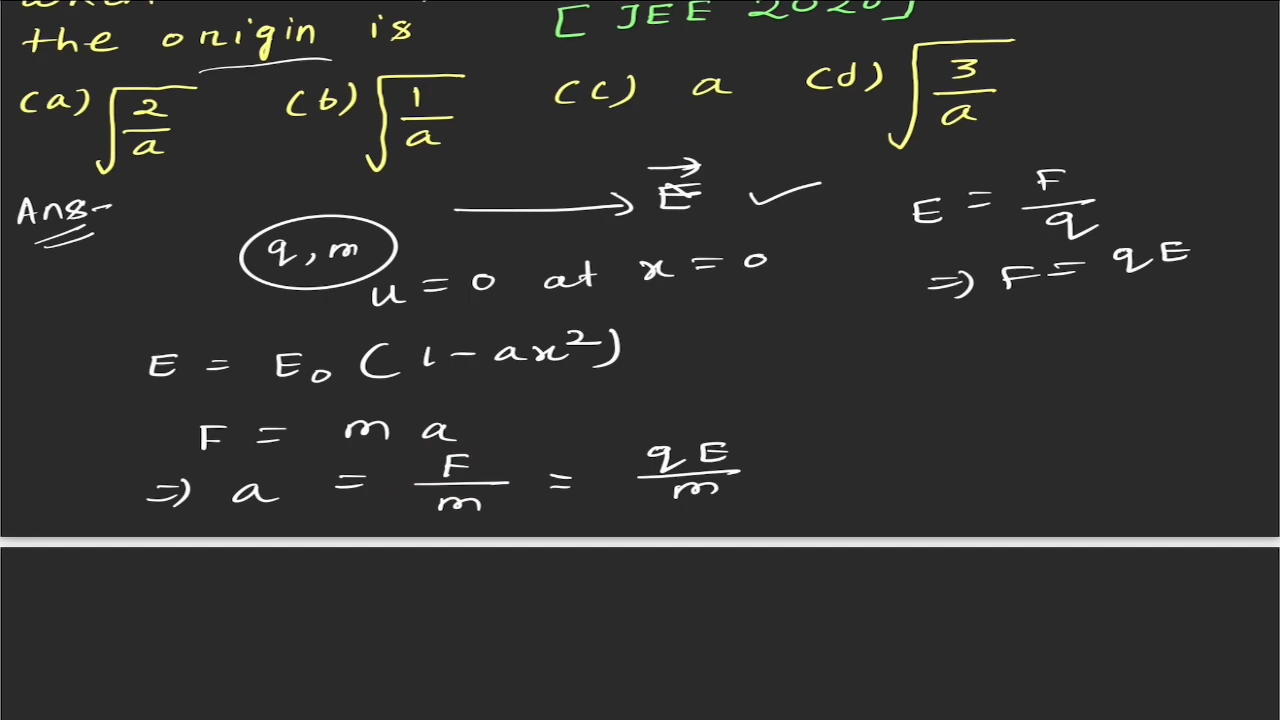 the origin is [ JEE 2020]
(a) √(2/a) (b) √(1/a) (c) a (d) √(3/a)
Ans-
q, m ⟶ E⃗ ✓ E = F/q
u = 0 at x = 0 ⇒ F = qE
E = E₀ (1 - ax²)
F = m a
⇒ a = F/m = qE/m